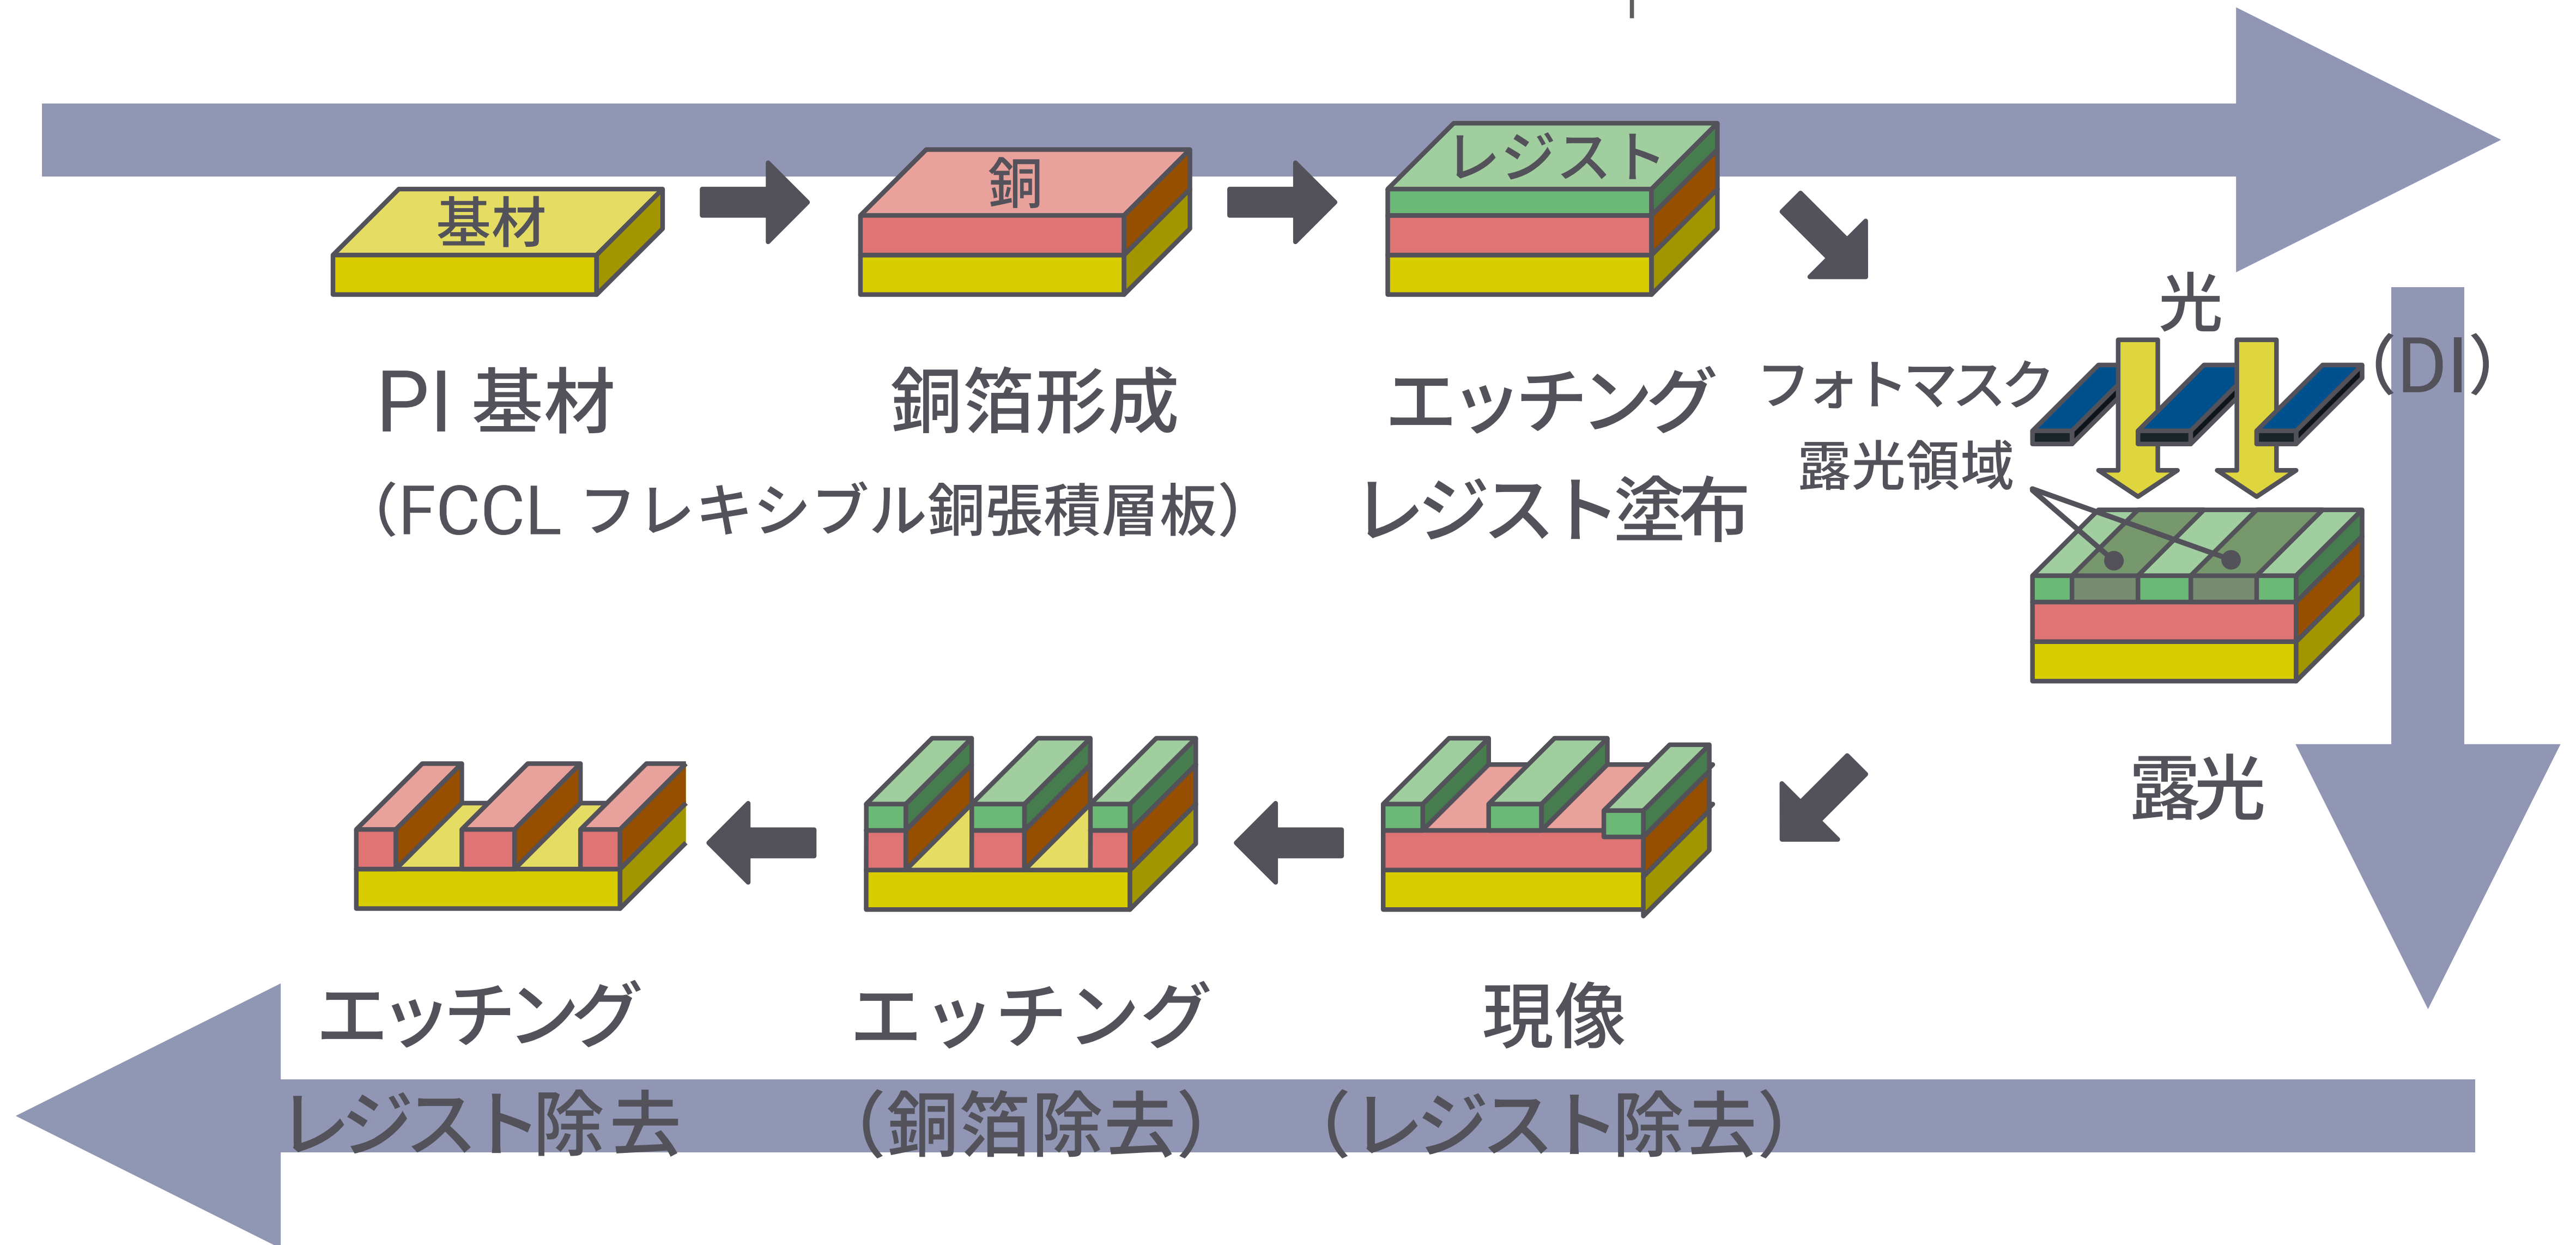 基材
銅
レジスト
PI 基材
銅箔形成
（FCCL フレキシブル銅張積層板）
エッチング
レジスト塗布
光
（DI）
フォトマスク
露光領域
露光
現像
（レジスト除去）
エッチング
（銅箔除去）
エッチング
レジスト除去